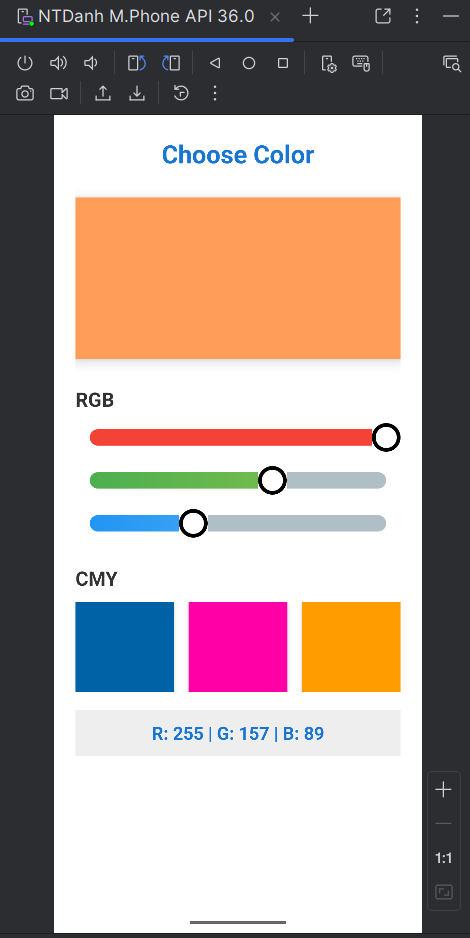 NTDanh M.Phone API 36.0
Choose Color
RGB
CMY
R: 255 | G: 157 | B: 89
1:1